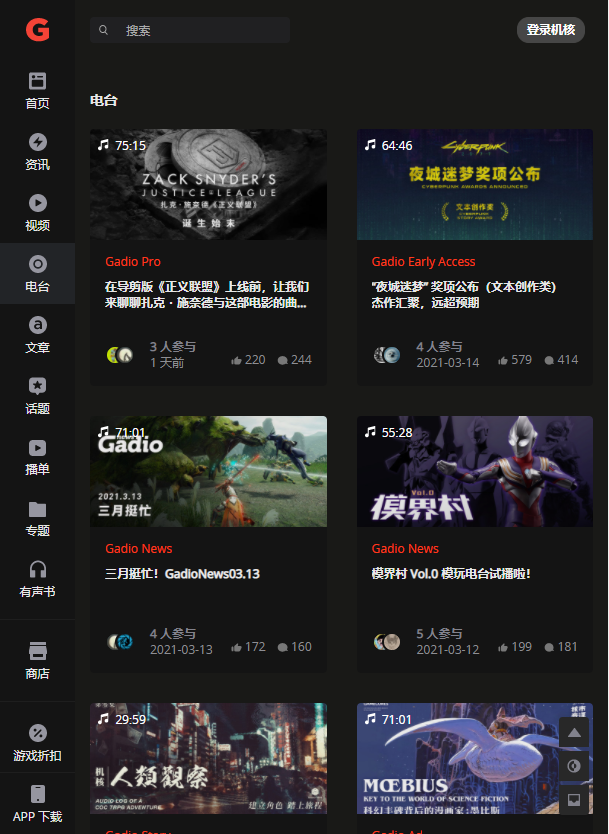 G
搜索
登录机核
首页
资讯
视频
电台
文章
话题
播单
专题
有声书
商店
游戏折扣
APP 下载
电台
75:15
ZACK SNYDER'S
JUSTICE LEAGUE
扎克·施奈德《正义联盟》
诞生始末
Gadio Pro
在导剪版《正义联盟》上线前，让我们
来聊聊扎克·施奈德与这部电影的曲...
3 人参与
1 天前
220
244
64:46
CYBERPUNK
夜城迷梦奖项公布
CYBERPUNK AWARDS ANNOUNCED
文本创作类
Gadio Early Access
“夜城迷梦” 奖项公布（文本创作类）
杰作汇聚，远超预期
4 人参与
2021-03-14
579
414
71:01
Gadio
2021.3.13
三月挺忙
Gadio News
三月挺忙！GadioNews03.13
4 人参与
2021-03-13
172
160
55:28
Vol.0
模界村
Gadio News
模界村 Vol.0 模玩电台试播啦！
5 人参与
2021-03-12
199
181
29:59
机核
人類觀察
AUDIO LOG OF A
COC TRPG ADVENTURE
建立角色 踏上旅程
Gadio Story
71:01
MŒBIUS
KEY TO THE WORLD OF SCIENCE FICTION
科幻丰碑背后的漫画家:墨比斯
Gadio Ad